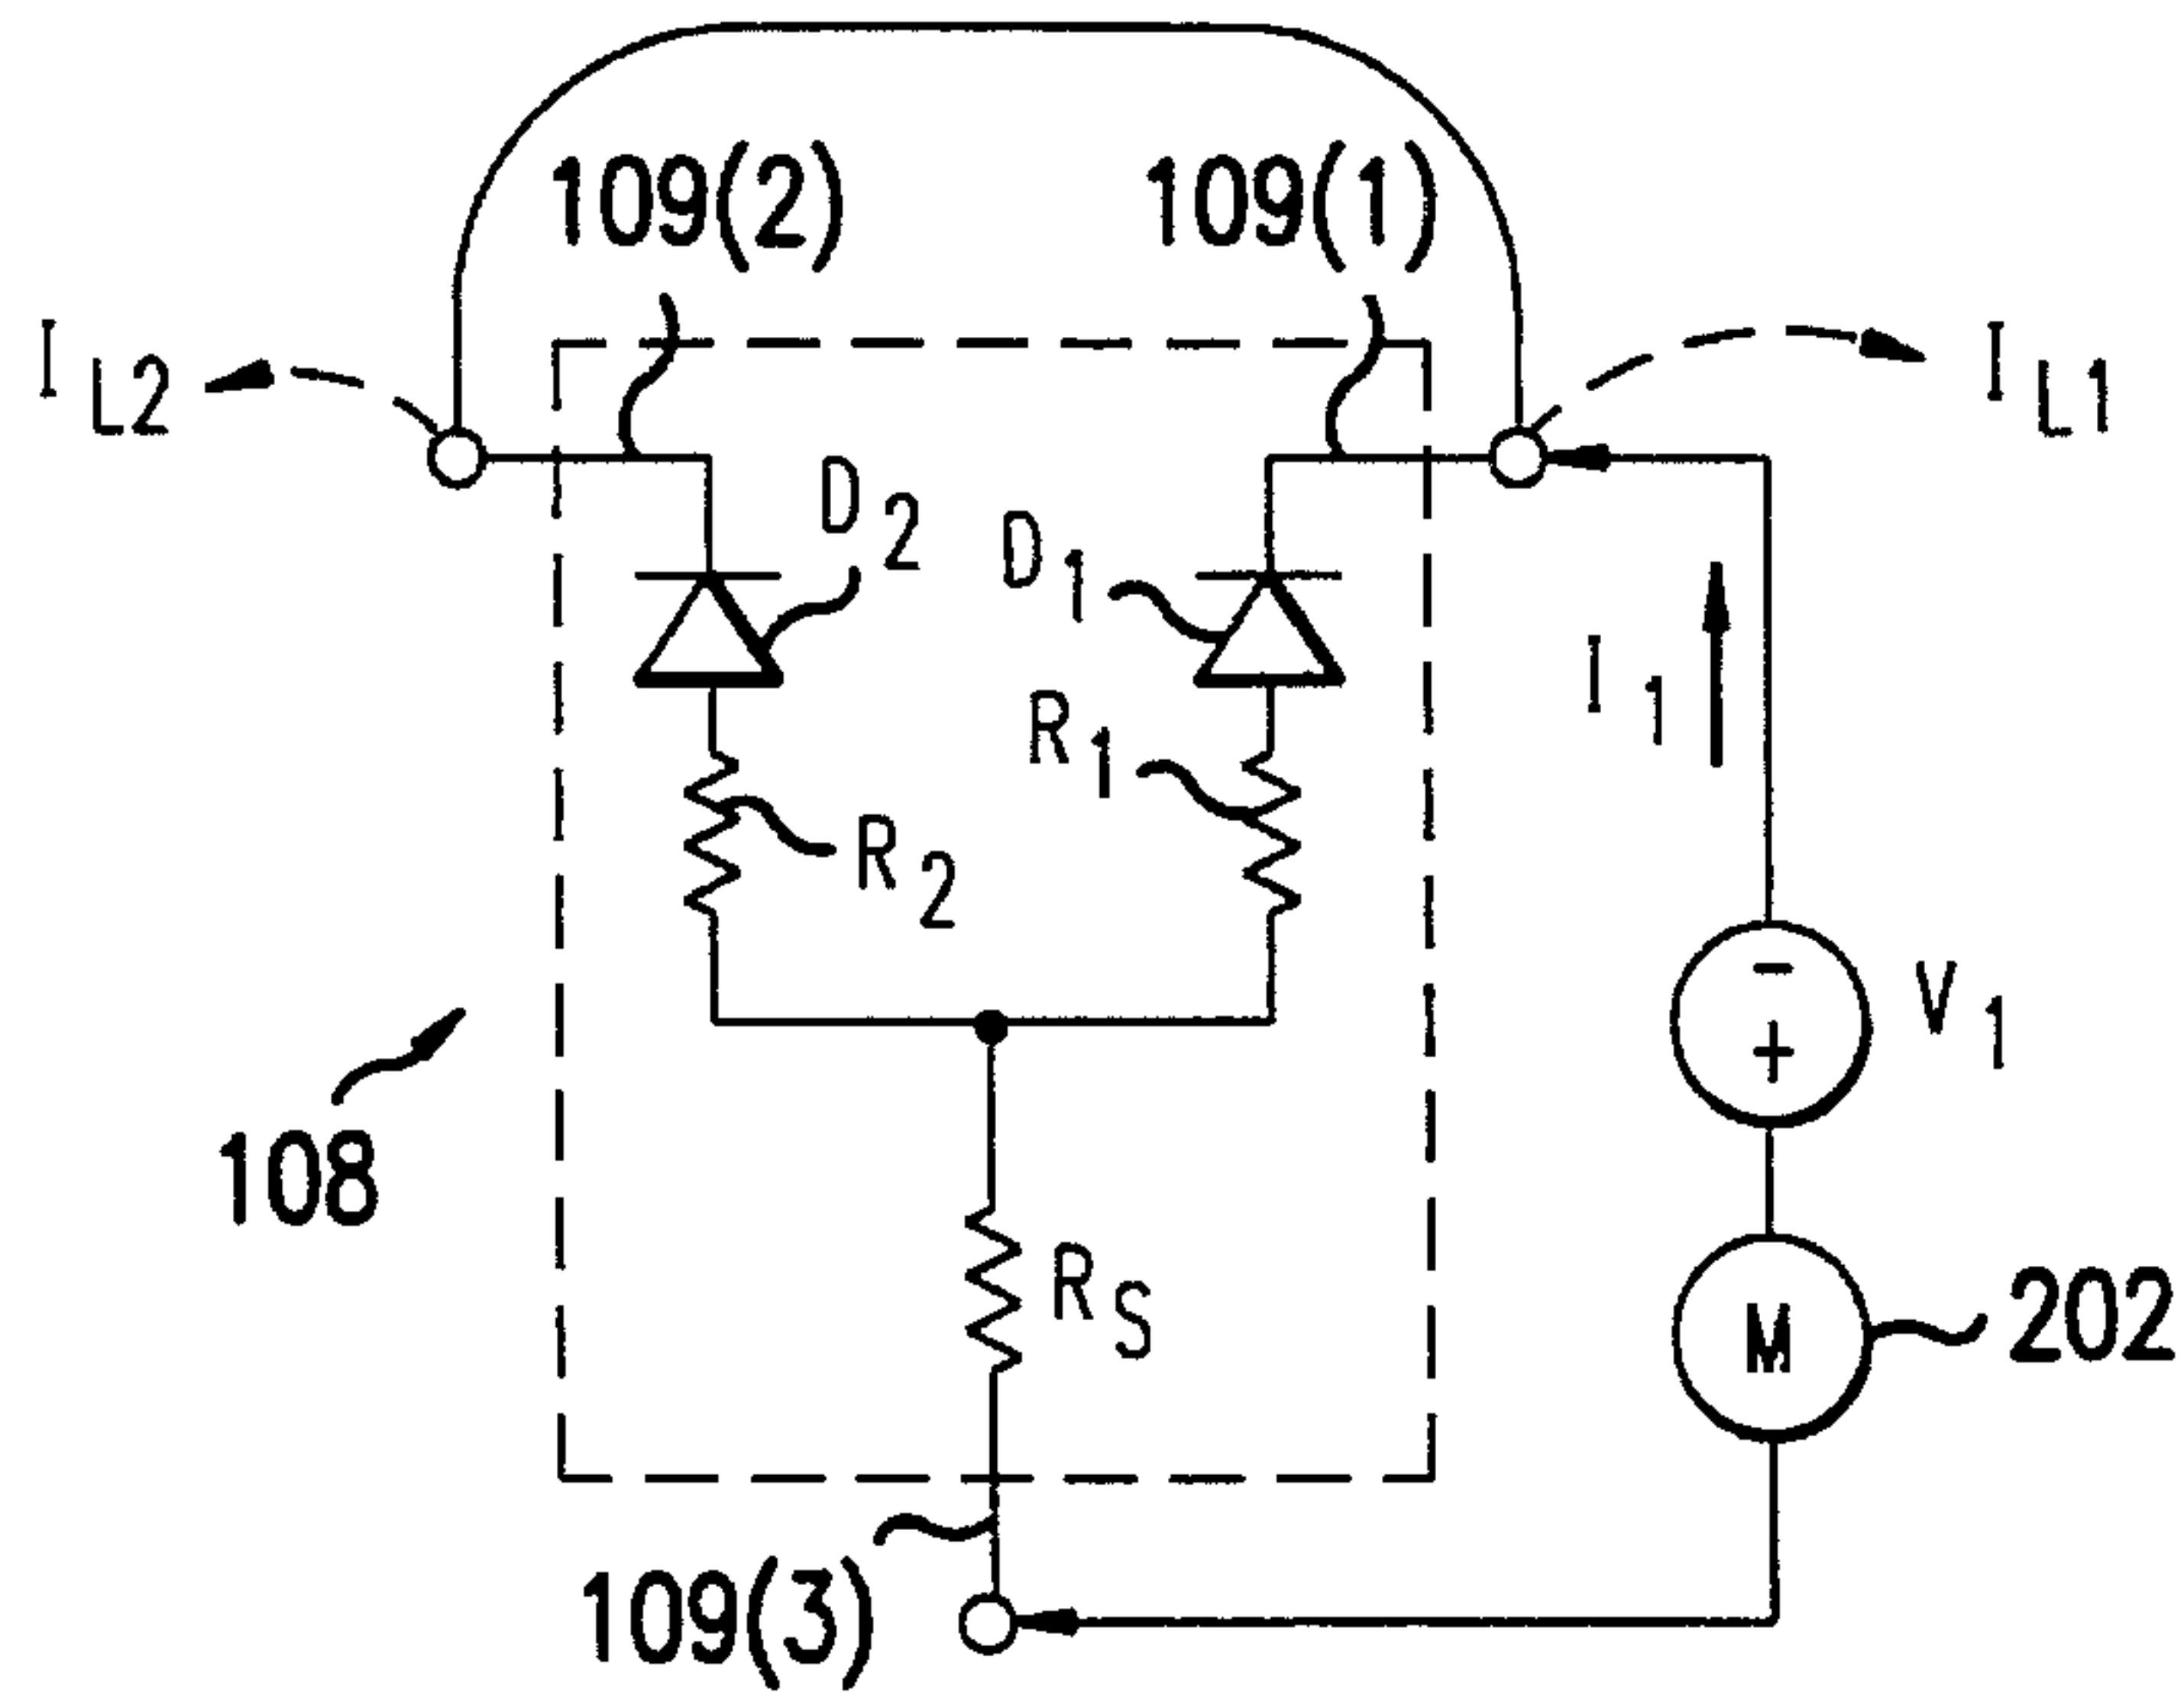 109(2)
109(1)
I L2
I L1
D 2
D 1
I 1
R 1
R 2
- V 1
+
108
R S
M 202
109(3)